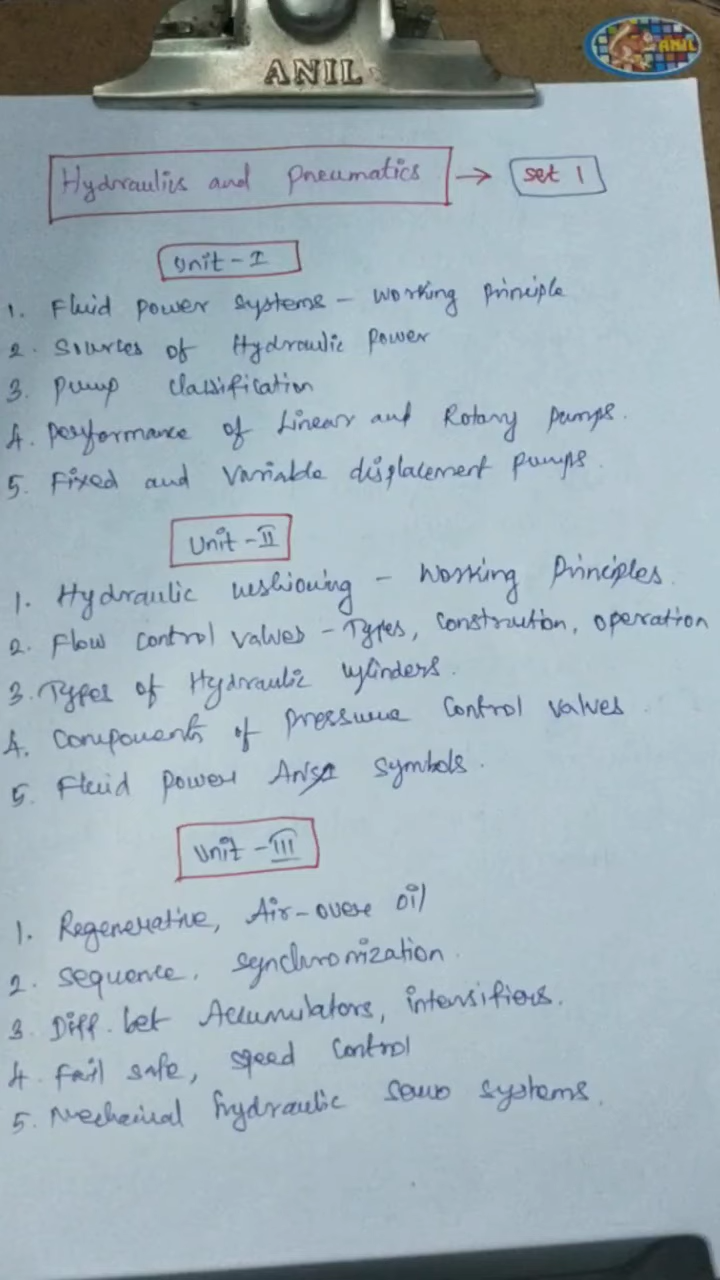 ANIL
ANIL
Hydraulics and Pneumatics → Set 1
Unit - I
1. Fluid power systems - working principle
2. Sources of Hydraulic power
3. Pump classification
4. Performance of Linear and Rotary pumps.
5. Fixed and variable displacement pumps.
Unit - II
1. Hydraulic cushioning - Working Principles.
2. Flow control valves - Types, construction, operation
3. Types of Hydraulic cylinders.
4. Components of pressure control valves
5. Fluid power ANSI symbols.
Unit - III
1. Regenerative, Air-over oil
2. Sequence, synchronization.
3. Diff. bet Accumulators, intensifiers.
4. Fail safe, speed control
5. Mechanical hydraulic servo systems.